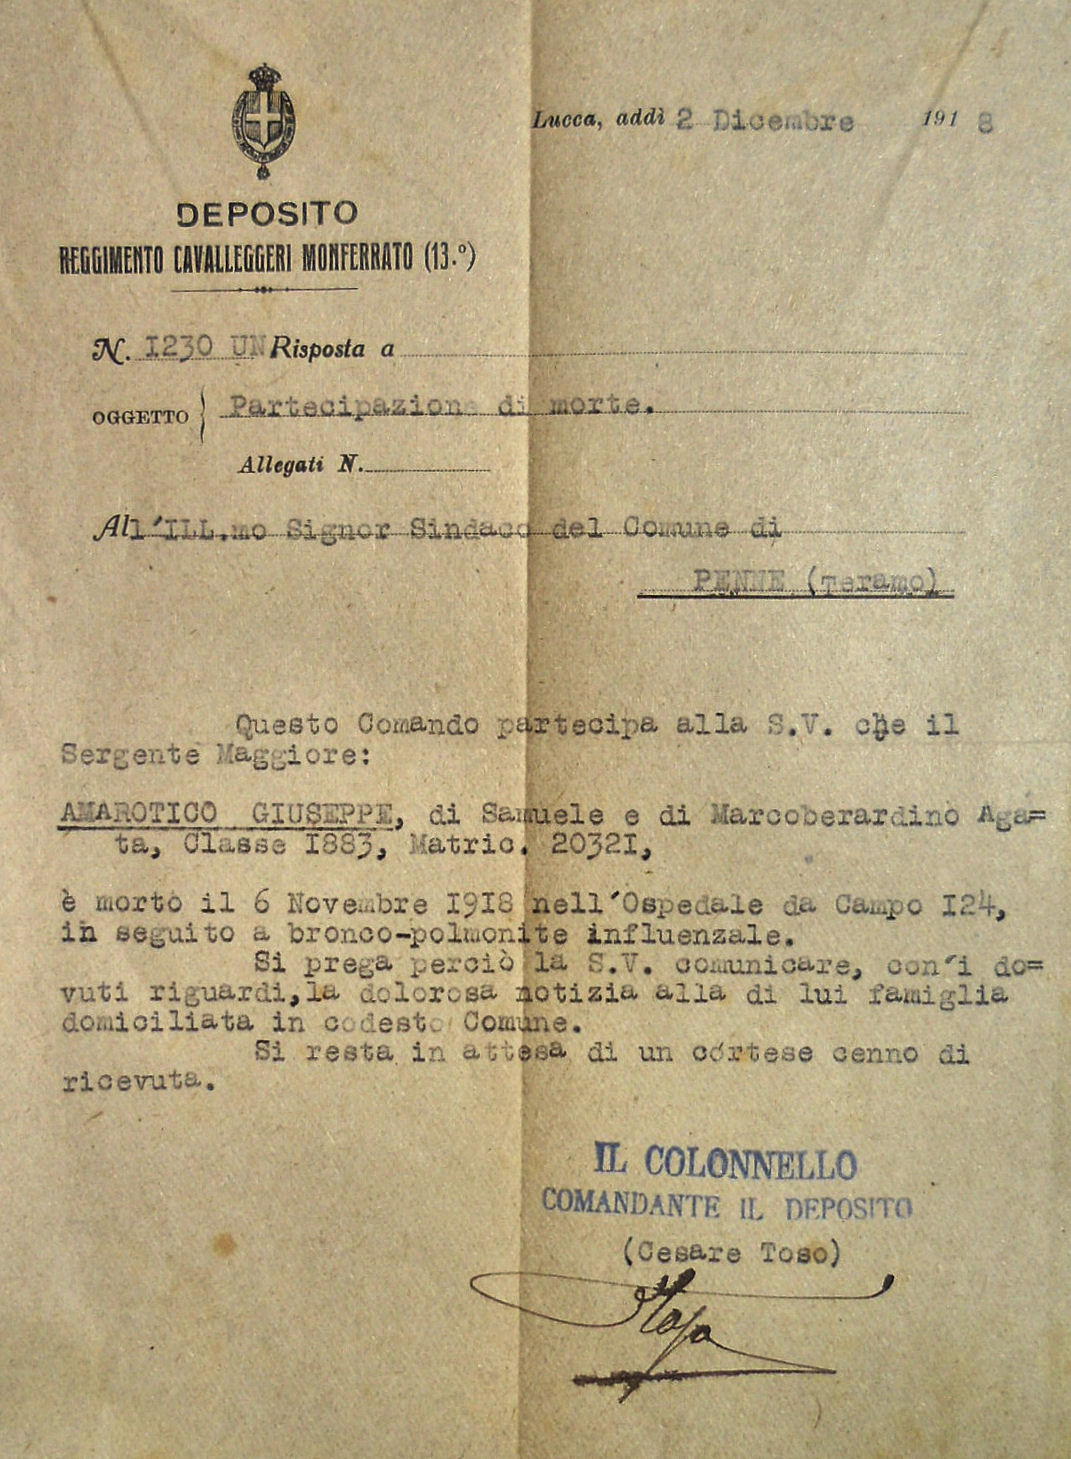 Lucca, addì 2 Dicembre 1918
DEPOSITO
REGGIMENTO CAVALLEGGERI MONFERRATO (13.º)
N. 1230 UN Risposta a
OGGETTO { Partecipazione di morte.
Allegati N.
All'ILL.mo Signor Sindaco del Comune di
PENNE (Teramo)
Questo Comando partecipa alla S.V. che il
Sergente Maggiore:
AMAROTICO GIUSEPPE, di Samuele e di Marcoberardino Aga=
ta, Classe 1883, Matric. 20321,
è morto il 6 Novembre 1918 nell'Ospedale da Campo 124,
in seguito a bronco-polmonite influenzale.
Si prega perciò la S.V. comunicare, con i do=
vuti riguardi, la dolorosa notizia alla di lui famiglia
domiciliata in codesto Comune.
Si resta in attesa di un cortese cenno di
ricevuta.
IL COLONNELLO
COMANDANTE IL DEPOSITO
(Cesare Toso)
Toso